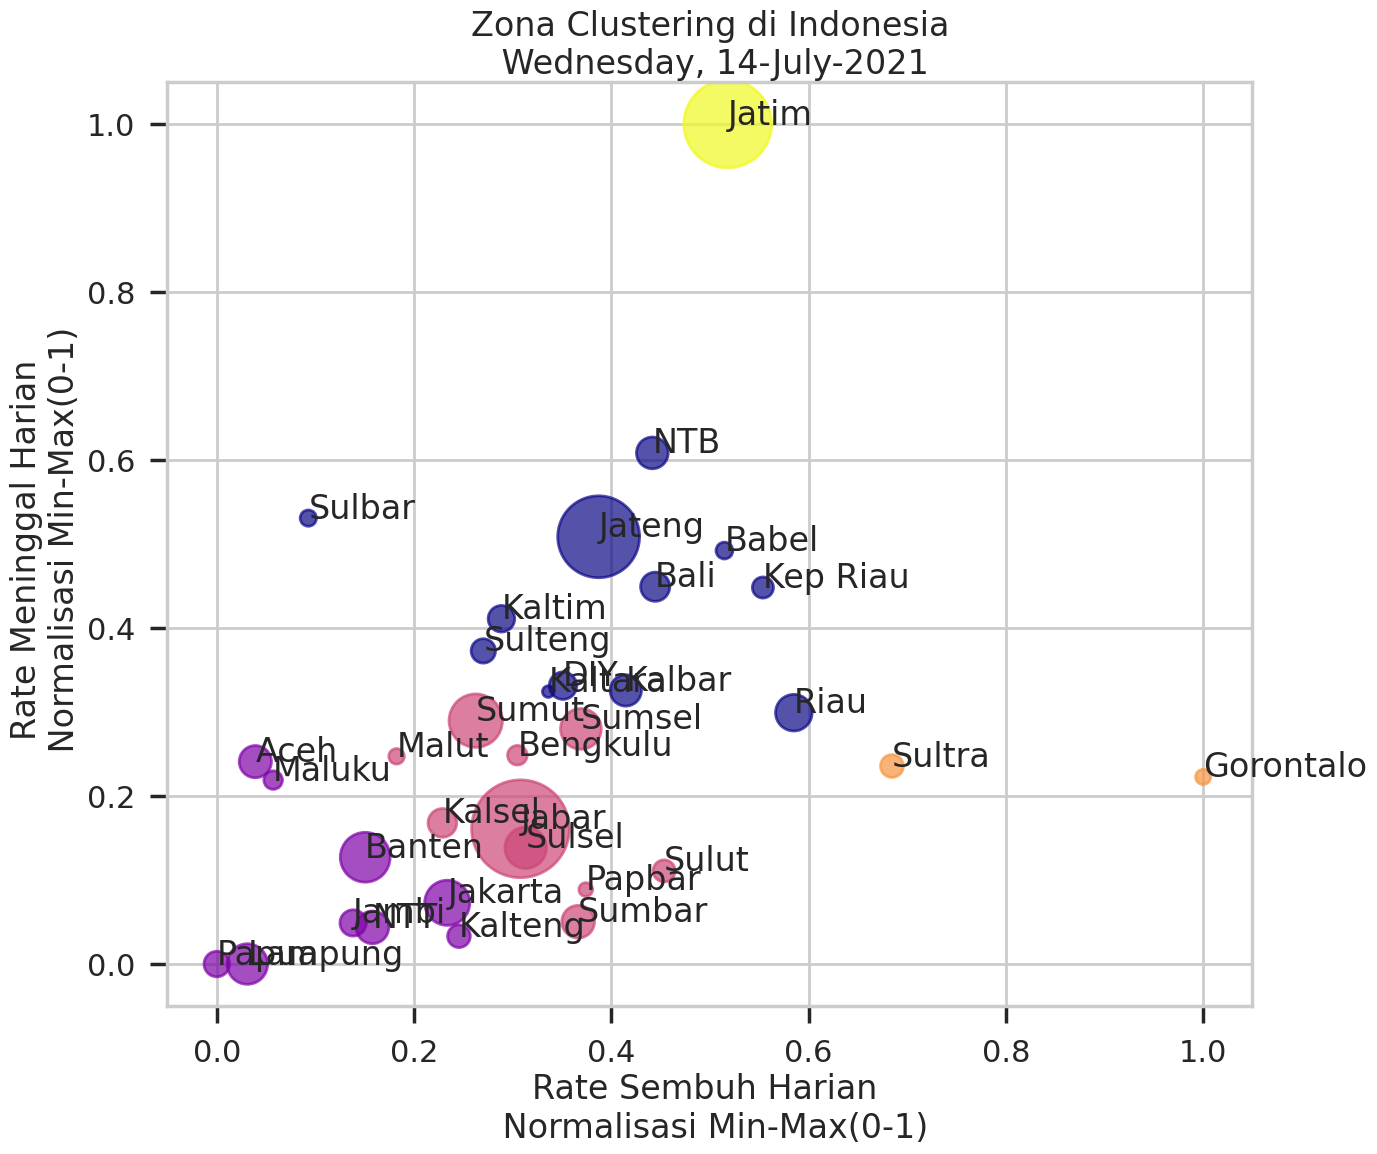 Zona Clustering di Indonesia
Wednesday, 14-July-2021
Rate Meninggal Harian
Normalisasi Min-Max(0-1)
1.0
0.8
0.6
0.4
0.2
0.0
Jatim
NTB
Sulbar
Jateng
Babel
Bali
Kep Riau
Kaltim
Sulteng
DIY
Kaltara
Kalbar
Riau
Sumut
Sumsel
Malut
Bengkulu
Aceh
Maluku
Sultra
Gorontalo
Kalsel
Jabar
Sulsel
Banten
Sulut
Papbar
Jakarta
Sumbar
Jambi
NTT
Kalteng
Papua
Lampung
0.0
0.2
0.4
0.6
0.8
1.0
Rate Sembuh Harian
Normalisasi Min-Max(0-1)